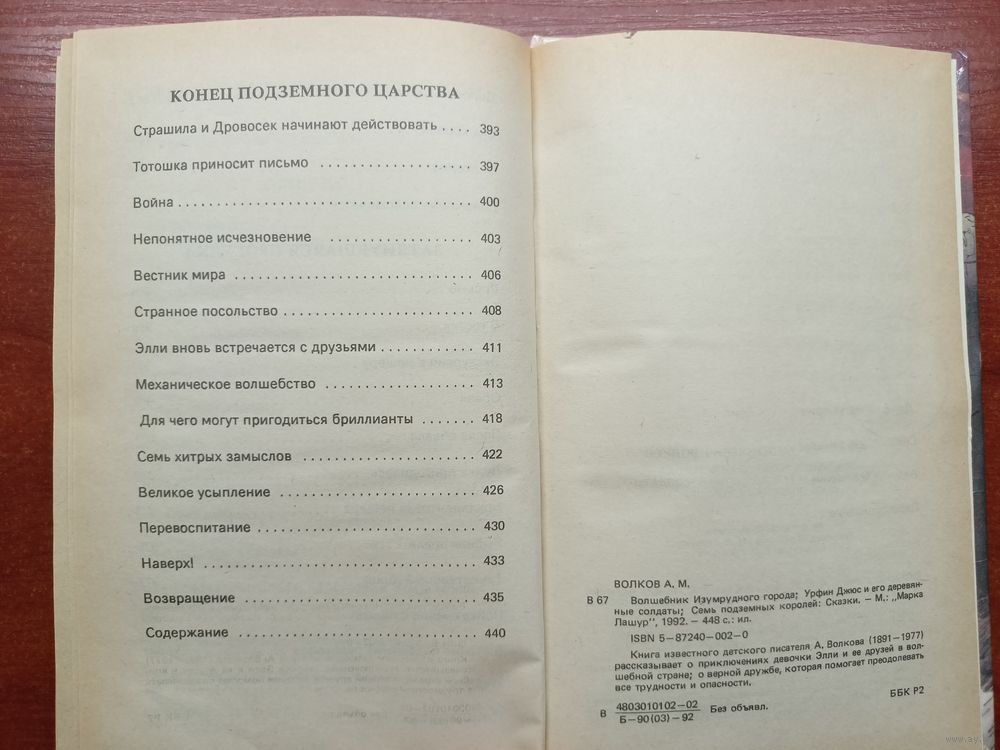 КОНЕЦ ПОДЗЕМНОГО ЦАРСТВА
Страшила и Дровосек начинают действовать .... 393
Тотошка приносит письмо .................. 397
Война ................................... 400
Непонятное исчезновение ................. 403
Вестник мира ............................ 406
Странное посольство ...................... 408
Элли вновь встречается с друзьями ............ 411
Механическое волшебство .................. 413
Для чего могут пригодиться бриллианты ....... 418
Семь хитрых замыслов ..................... 422
Великое усыпление ....................... 426
Перевоспитание .......................... 430
Наверх! ................................. 433
Возвращение ............................ 435
Содержание ............................. 440
ВОЛКОВ А. М.
В 67 Волшебник Изумрудного города; Урфин Джюс и его деревян-
ные солдаты; Семь подземных королей: Сказки. – М.: „Марка
Лашур", 1992. – 448 с.: ил.
ISBN 5–87240–002–0
Книга известного детского писателя А. Волкова (1891–1977)
рассказывает о приключениях девочки Элли и ее друзей в вол-
шебной стране; о верной дружбе, которая помогает преодолевать
все трудности и опасности.
ББК Р2
В 4803010102–02
Б–90(03)–92 Без объявл.